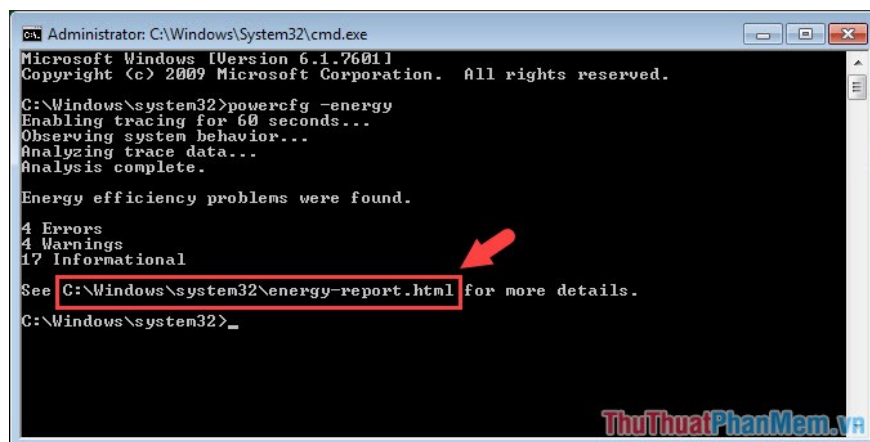 Administrator: C:\Windows\System32\cmd.exe
Microsoft Windows [Version 6.1.7601]
Copyright (c) 2009 Microsoft Corporation.  All rights reserved.
C:\Windows\system32>powercfg -energy
Enabling tracing for 60 seconds...
Observing system behavior...
Analyzing trace data...
Analysis complete.
Energy efficiency problems were found.
4 Errors
4 Warnings
17 Informational
See C:\Windows\system32\energy-report.html for more details.
C:\Windows\system32>_
ThuThuatPhanMem.vn